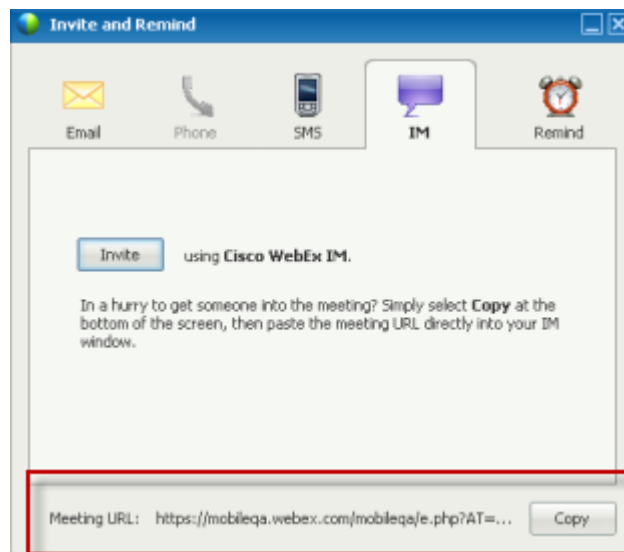 Invite and Remind
Email
Phone
SMS
IM
Remind
Invite using Cisco WebEx IM.
In a hurry to get someone into the meeting? Simply select Copy at the
bottom of the screen, then paste the meeting URL directly into your IM
window.
Meeting URL: https://mobileqa.webex.com/mobileqa/e.php?AT=... Copy